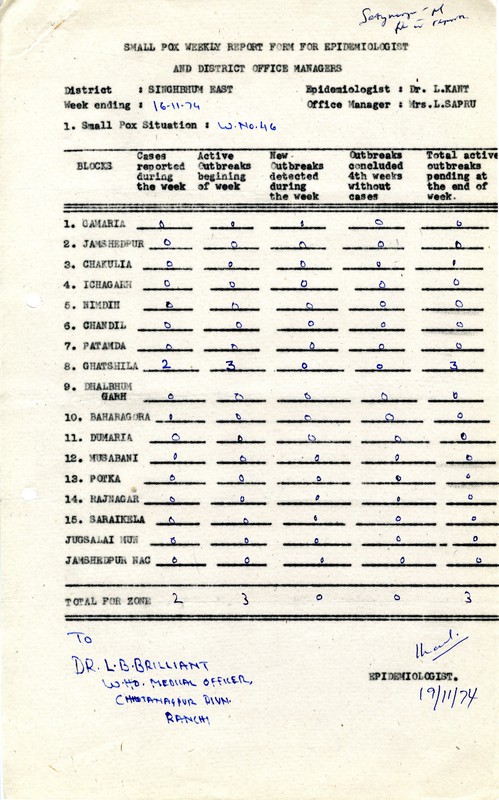 SMALL POX WEEKLY REPORT FORM FOR EPIDEMIOLOGIST
AND DISTRICT OFFICE MANAGERS
District : SINGHBHUM EAST Epidemiologist : Dr. L.KANT
Week ending : 16-11-74 Office Manager : Mrs.L.SAPRU
1. Small Pox Situation : W.No.46
BLOCKS Cases reported during the week Active Outbreaks begining of week New Outbreaks detected during the week Outbreaks concluded 4th weeks without cases Total active outbreaks pending at the end of week.
1. GAMARIA 0 0 0 0 0
2. JAMSHEDPUR 0 0 0 0 0
3. CHAKULIA 0 0 0 0 0
4. ICHAGARH 0 0 0 0 0
5. NIMDIH 0 0 0 0 0
6. CHANDIL 0 0 0 0 0
7. PATAMDA 0 0 0 0 0
8. GHATSHILA 2 3 0 0 3
9. DHALBHUM
GARH 0 0 0 0 0
10. BAHARAGORA 0 0 0 0 0
11. DUMARIA 0 0 0 0 0
12. MUSABANI 0 0 0 0 0
13. POTKA 0 0 0 0 0
14. RAJNAGAR 0 0 0 0 0
15. SARAIKELA 0 0 0 0 0
JUGSALAI MUN 0 0 0 0 0
JAMSHEDPUR NAC 0 0 0 0 0
TOTAL FOR ZONE 2 3 0 0 3
TO
DR. L.B.BRILLIANT
W.HO. MEDICAL OFFICER,
CHHOTANAGPUR DIVN.
RANCHI
EPIDEMIOLOGIST.
19/11/74